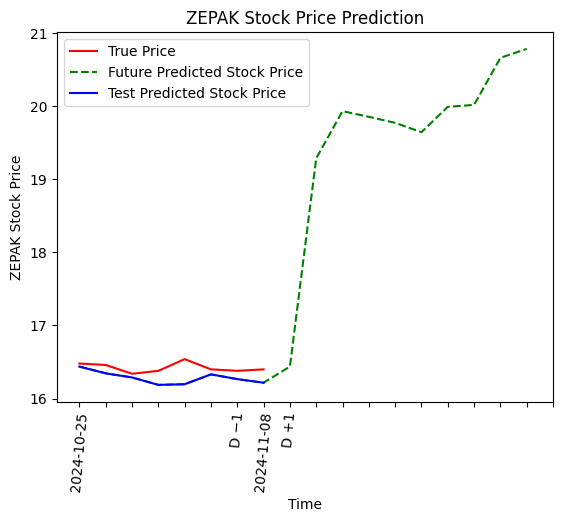 ZEPAK Stock Price Prediction
True Price
Future Predicted Stock Price
Test Predicted Stock Price
ZEPAK Stock Price
21
20
19
18
17
16
2024-10-25
D −1
2024-11-08
D +1
Time